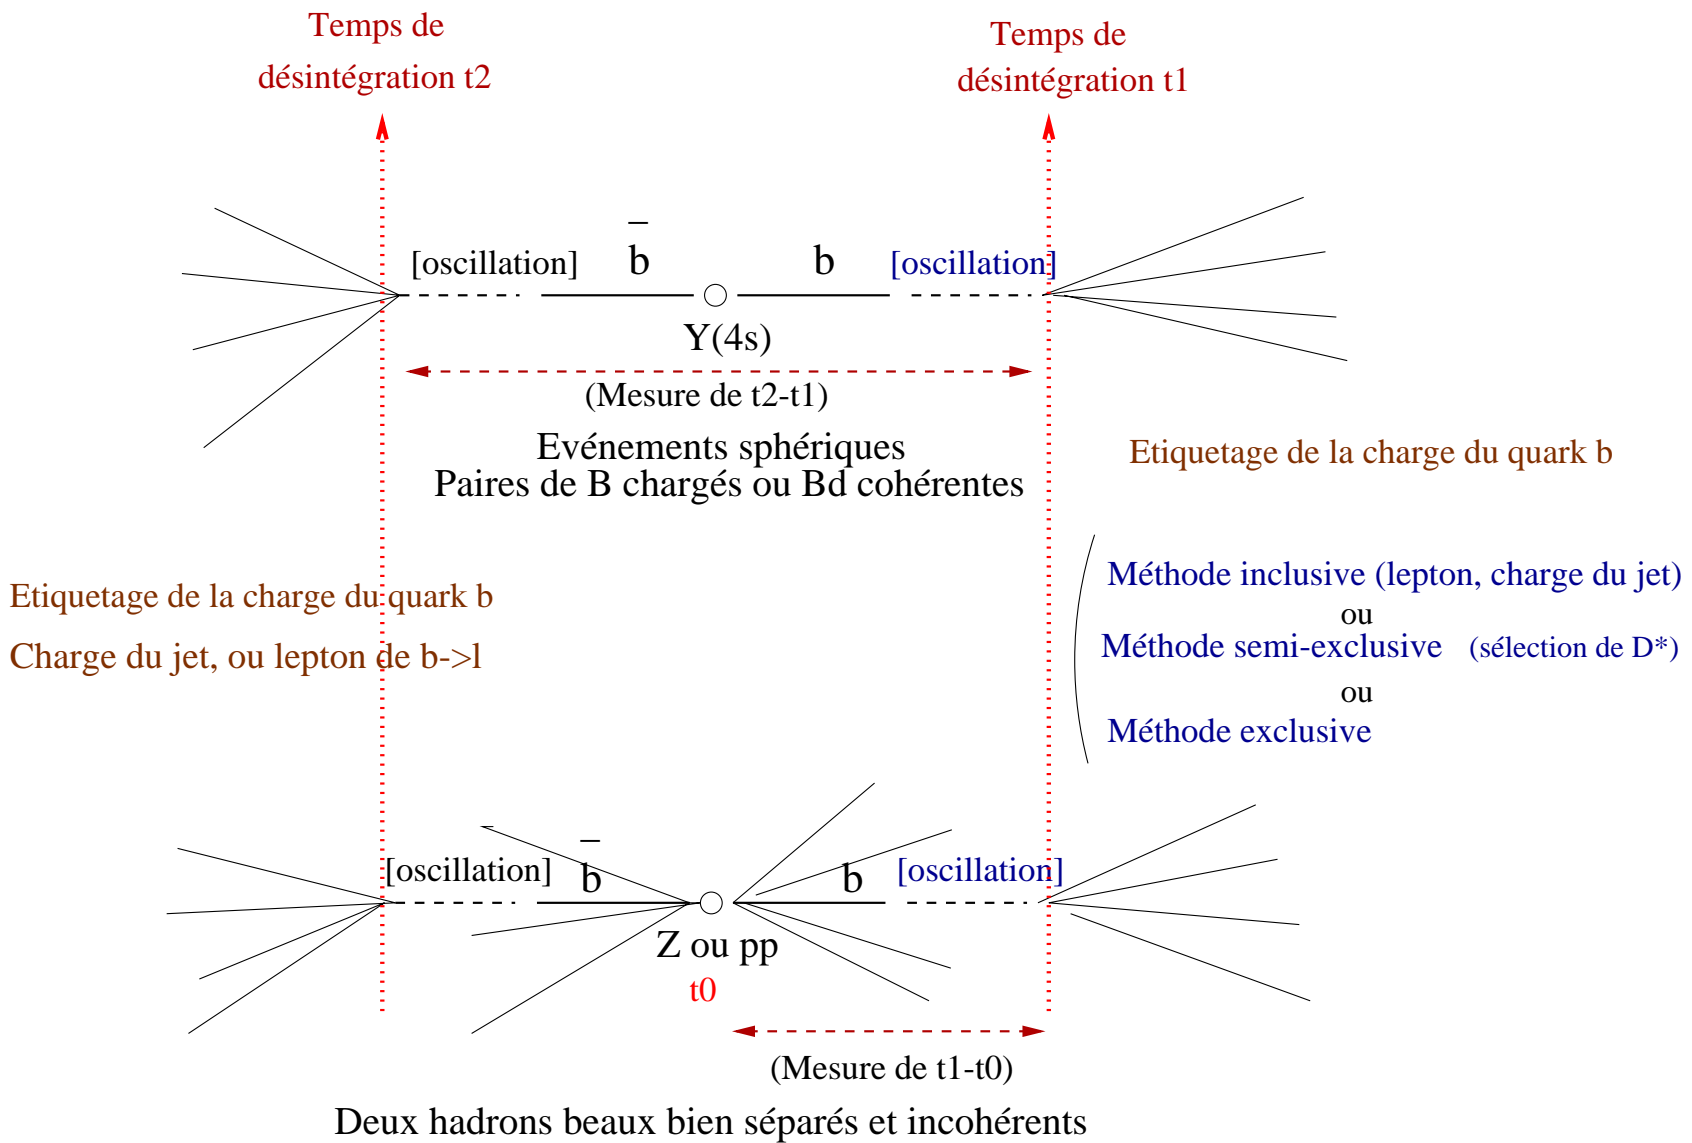 Temps de
désintégration t2
Temps de
désintégration t1
[oscillation] b̅ b [oscillation]
Y(4s)
(Mesure de t2-t1)
Evénements sphériques
Paires de B chargés ou Bd cohérentes
Etiquetage de la charge du quark b
Méthode inclusive (lepton, charge du jet)
ou
Méthode semi-exclusive (sélection de D*)
ou
Méthode exclusive
Etiquetage de la charge du quark b
Charge du jet, ou lepton de b->l
[oscillation] b̅ b [oscillation]
Z ou pp
t0
(Mesure de t1-t0)
Deux hadrons beaux bien séparés et incohérents